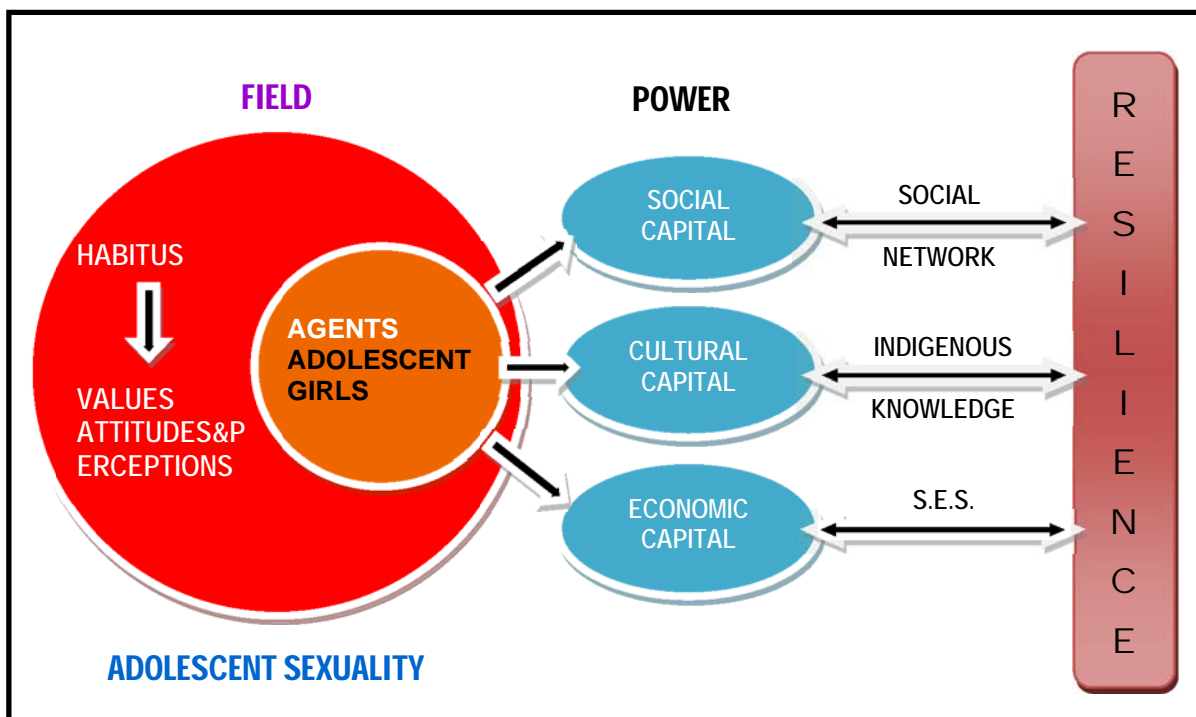 FIELD
POWER
HABITUS
VALUES
ATTITUDES&P
ERCEPTIONS
AGENTS
ADOLESCENT
GIRLS
SOCIAL
CAPITAL
CULTURAL
CAPITAL
ECONOMIC
CAPITAL
SOCIAL
NETWORK
INDIGENOUS
KNOWLEDGE
S.E.S.
R
E
S
I
L
I
E
N
C
E
ADOLESCENT SEXUALITY